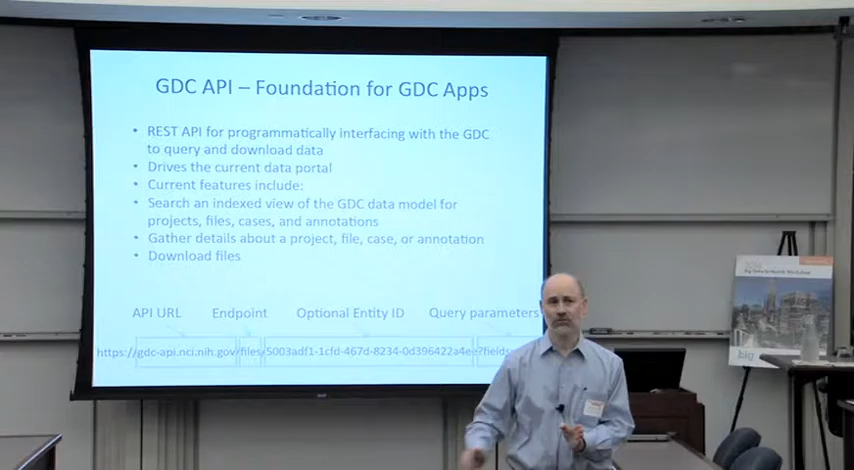 GDC API – Foundation for GDC Apps
• REST API for programmatically interfacing with the GDC
to query and download data
• Drives the current data portal
• Current features include:
• Search an indexed view of the GDC data model for
projects, files, cases, and annotations
• Gather details about a project, file, case, or annotation
• Download files
API URL Endpoint Optional Entity ID Query parameters
https://gdc-api.nci.nih.gov/files/5003adf1-1cfd-467d-8234-0d396422a4ee?fields
big